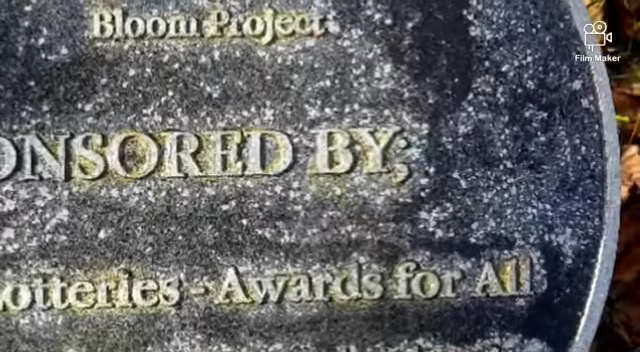 Bloom Project
Film Maker
ONSORED BY;
otteries - Awards for All